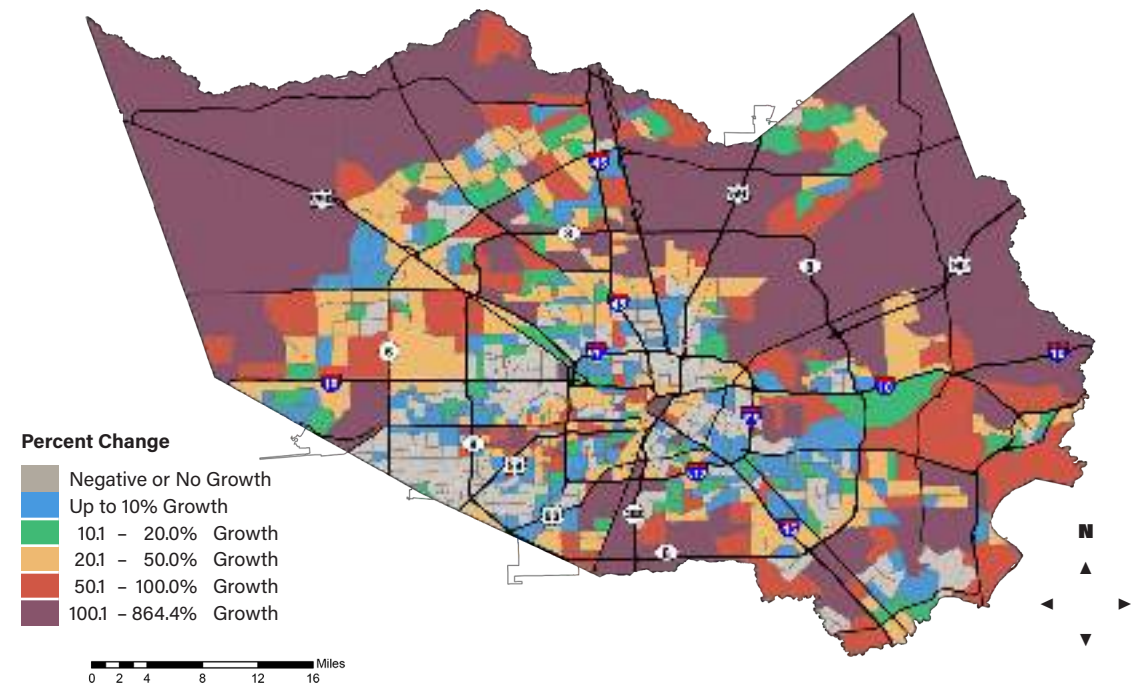 45
8
8
45
6
10
10
10
6
Percent Change
Negative or No Growth
Up to 10% Growth
10.1 – 20.0% Growth
20.1 – 50.0% Growth
50.1 – 100.0% Growth
100.1 – 864.4% Growth
N
Miles
0 2 4 8 12 16